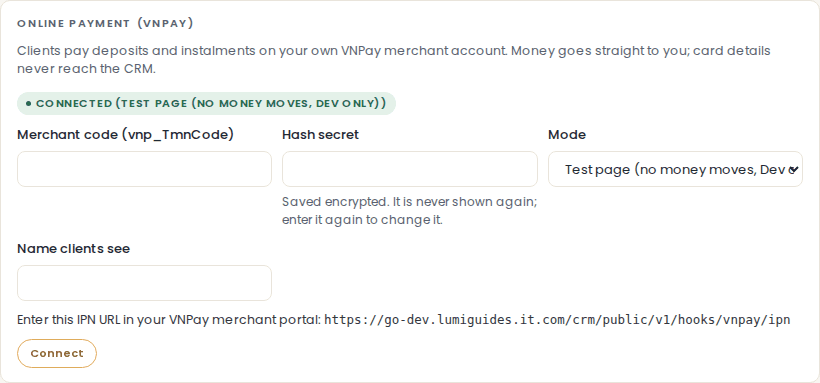 ONLINE PAYMENT (VNPAY)
Clients pay deposits and instalments on your own VNPay merchant account. Money goes straight to you; card details
never reach the CRM.
• CONNECTED (TEST PAGE (NO MONEY MOVES, DEV ONLY))
Merchant code (vnp_TmnCode)
Hash secret
Mode
Test page (no money moves, Dev
Saved encrypted. It is never shown again;
enter it again to change it.
Name clients see
Enter this IPN URL in your VNPay merchant portal: https://go-dev.lumiguides.it.com/crm/public/v1/hooks/vnpay/ipn
Connect